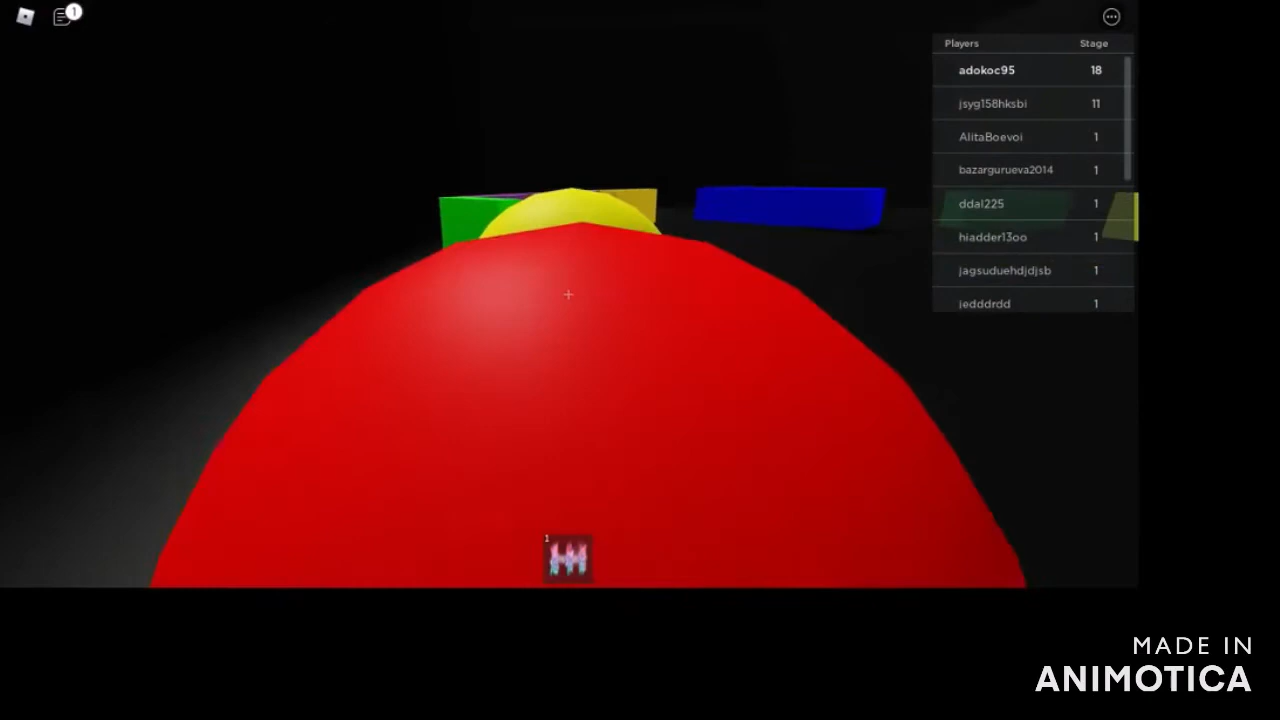 1
Players Stage
adokoc95 18
jsyg158hksbi 11
AlitaBoevoi 1
bazargurueva2014 1
ddal225 1
hiadder13oo 1
jagsuduehdjdjsb 1
jedddrdd 1
1
MADE IN
ANIMOTICA